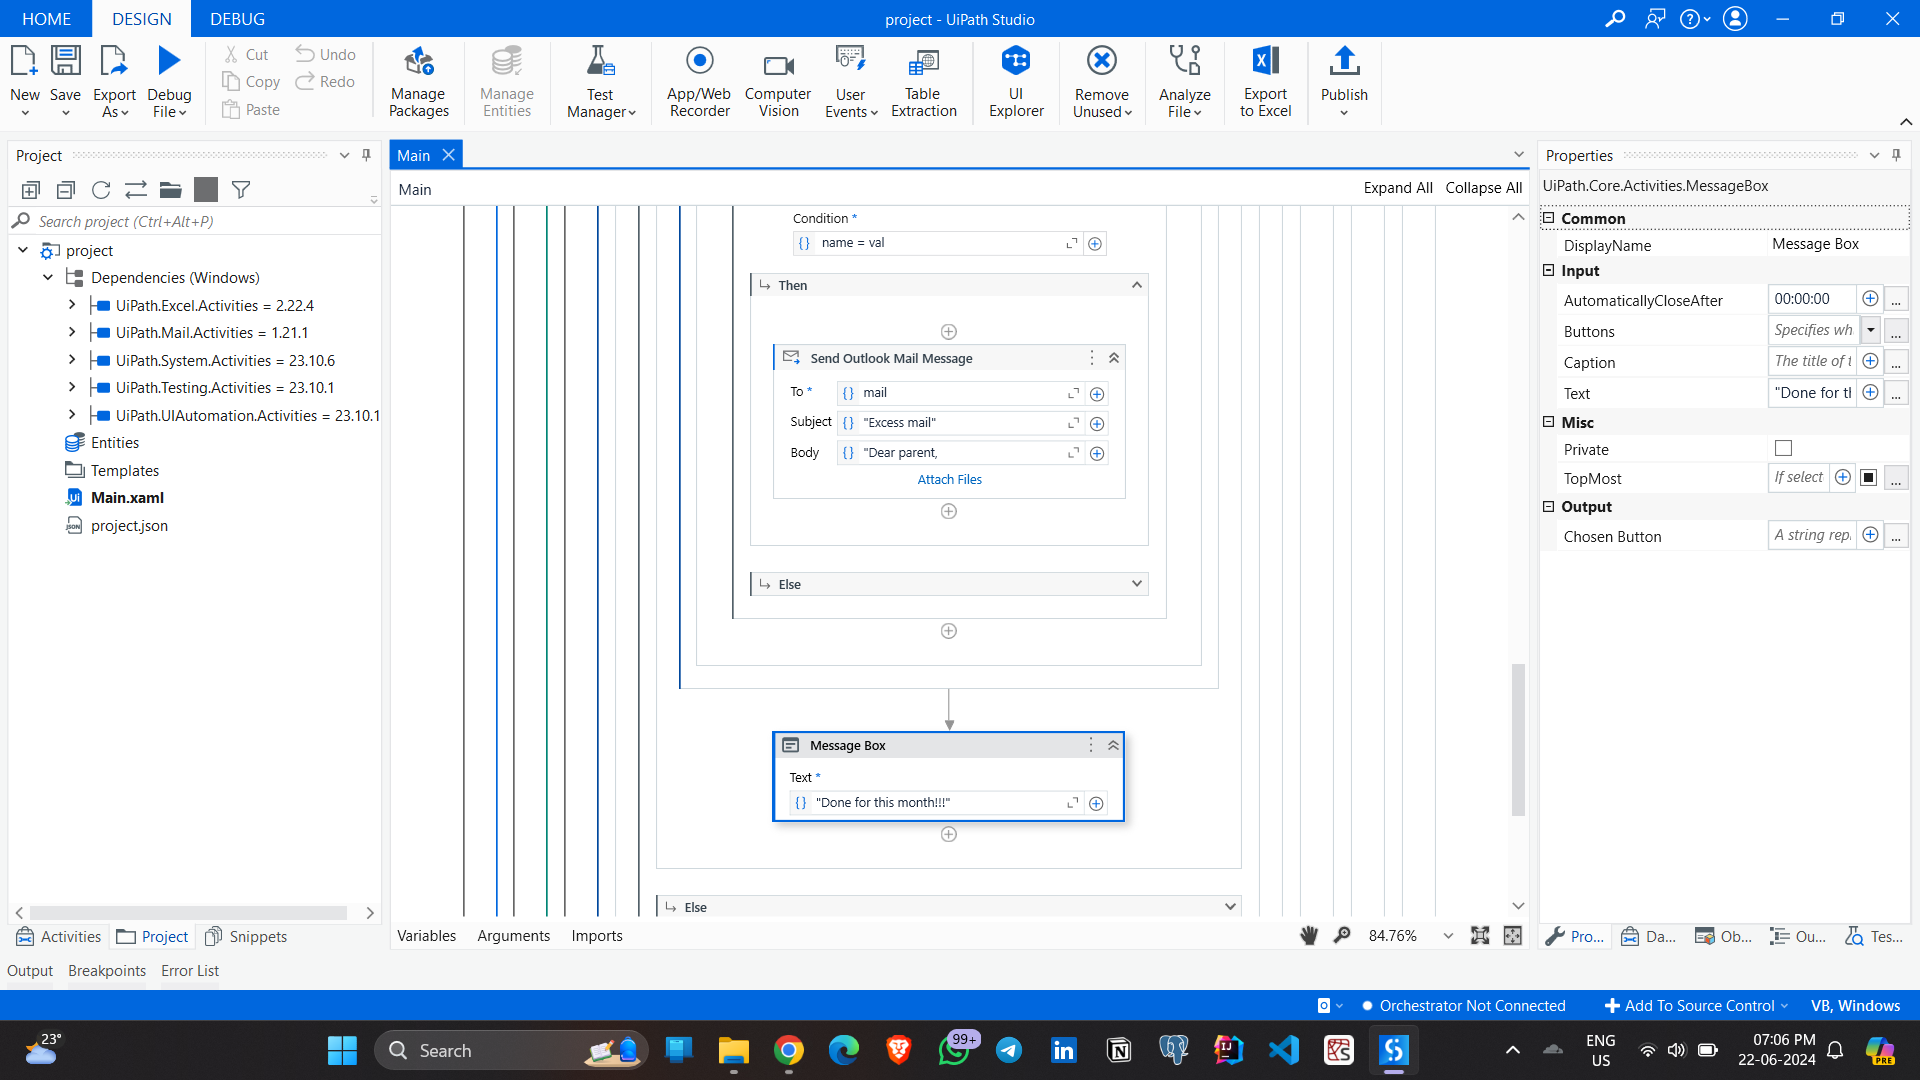 HOME DESIGN DEBUG project - UiPath Studio
New Save Export As Debug File Cut Copy Paste Undo Redo Manage Packages Manage Entities Test Manager App/Web Recorder Computer Vision User Events Table Extraction UI Explorer Remove Unused Analyze File Export to Excel Publish
Project
Search project (Ctrl+Alt+P)
project
Dependencies (Windows)
UiPath.Excel.Activities = 2.22.4
UiPath.Mail.Activities = 1.21.1
UiPath.System.Activities = 23.10.6
UiPath.Testing.Activities = 23.10.1
UiPath.UIAutomation.Activities = 23.10.1
Entities
Templates
Main.xaml
project.json
Activities Project Snippets
Main
Main Expand All Collapse All
Condition *
name = val
Then
Send Outlook Mail Message
To * mail
Subject "Excess mail"
Body "Dear parent,
Attach Files
Else
Message Box
Text *
"Done for this month!!!"
Else
Variables Arguments Imports 84.76%
Properties
UiPath.Core.Activities.MessageBox
Common
DisplayName Message Box
Input
AutomaticallyCloseAfter 00:00:00 ...
Buttons Specifies wh ...
Caption The title of t ...
Text "Done for th ...
Misc
Private
TopMost If select ...
Output
Chosen Button A string rep ...
Pro... Da... Ob... Ou... Tes...
Output Breakpoints Error List
Orchestrator Not Connected Add To Source Control VB, Windows
23° Search 99+ ENG US 07:06 PM 22-06-2024 PRE